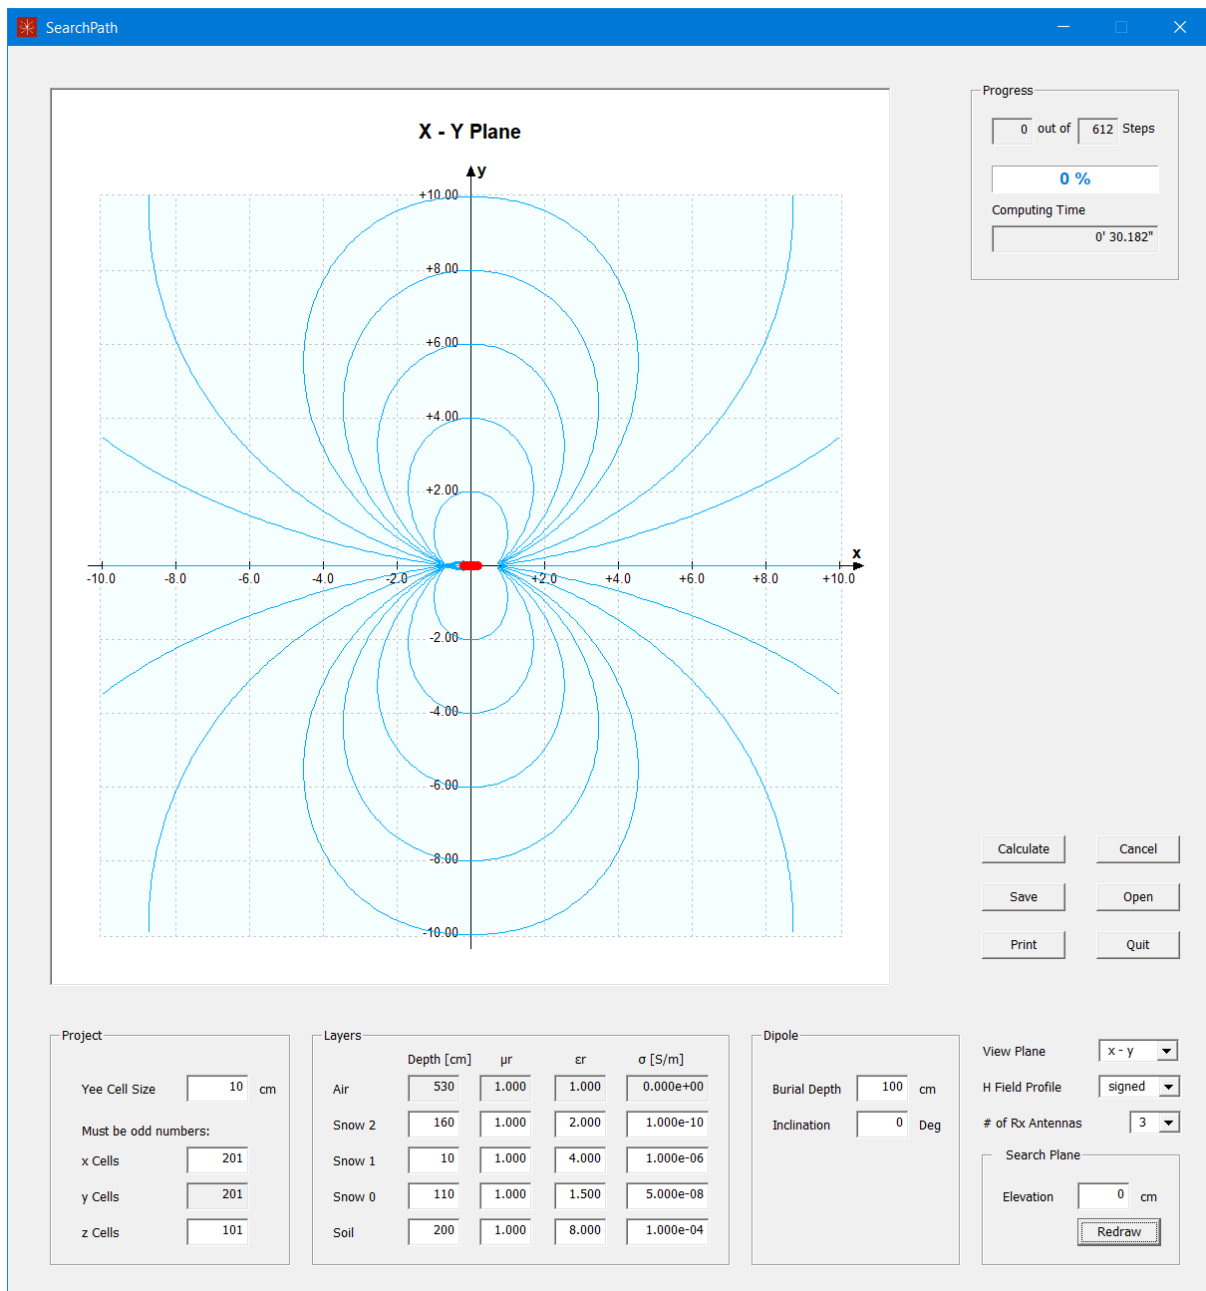 SearchPath
X - Y Plane
y
+10.00
+8.00
+6.00
+4.00
+2.00
x
-10.0 -8.0 -6.0 -4.0 -2.0 +2.0 +4.0 +6.0 +8.0 +10.0
-2.00
-4.00
-6.00
-8.00
-10.00
Progress
0 out of 612 Steps
0 %
Computing Time
0' 30.182"
Calculate Cancel
Save Open
Print Quit
Project
Yee Cell Size 10 cm
Must be odd numbers:
x Cells 201
y Cells 201
z Cells 101
Layers
Depth [cm] μr εr σ [S/m]
Air 530 1.000 1.000 0.000e+00
Snow 2 160 1.000 2.000 1.000e-10
Snow 1 10 1.000 4.000 1.000e-06
Snow 0 110 1.000 1.500 5.000e-08
Soil 200 1.000 8.000 1.000e-04
Dipole
Burial Depth 100 cm
Inclination 0 Deg
View Plane x - y
H Field Profile signed
# of Rx Antennas 3
Search Plane
Elevation 0 cm
Redraw